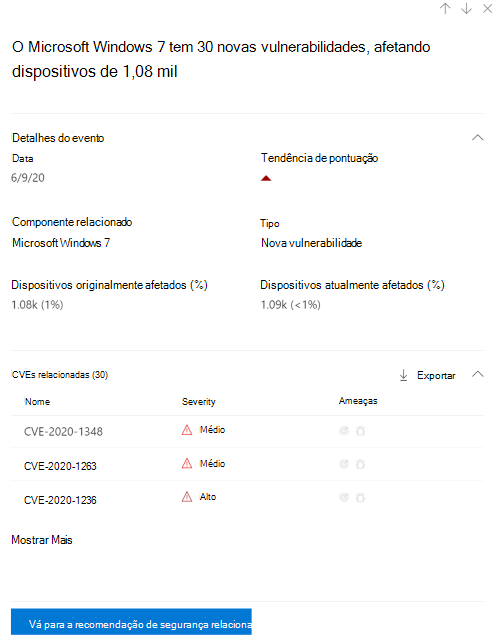 O Microsoft Windows 7 tem 30 novas vulnerabilidades, afetando
dispositivos de 1,08 mil
Detalhes do evento
Data
Tendência de pontuação
6/9/20
Componente relacionado
Tipo
Microsoft Windows 7
Nova vulnerabilidade
Dispositivos originalmente afetados (%)
Dispositivos atualmente afetados (%)
1.08k (1%)
1.09k (<1%)
CVEs relacionadas (30)
Exportar
Nome
Severity
Ameaças
CVE-2020-1348
Médio
CVE-2020-1263
Médio
CVE-2020-1236
Alto
Mostrar Mais
Vá para a recomendação de segurança relaciona